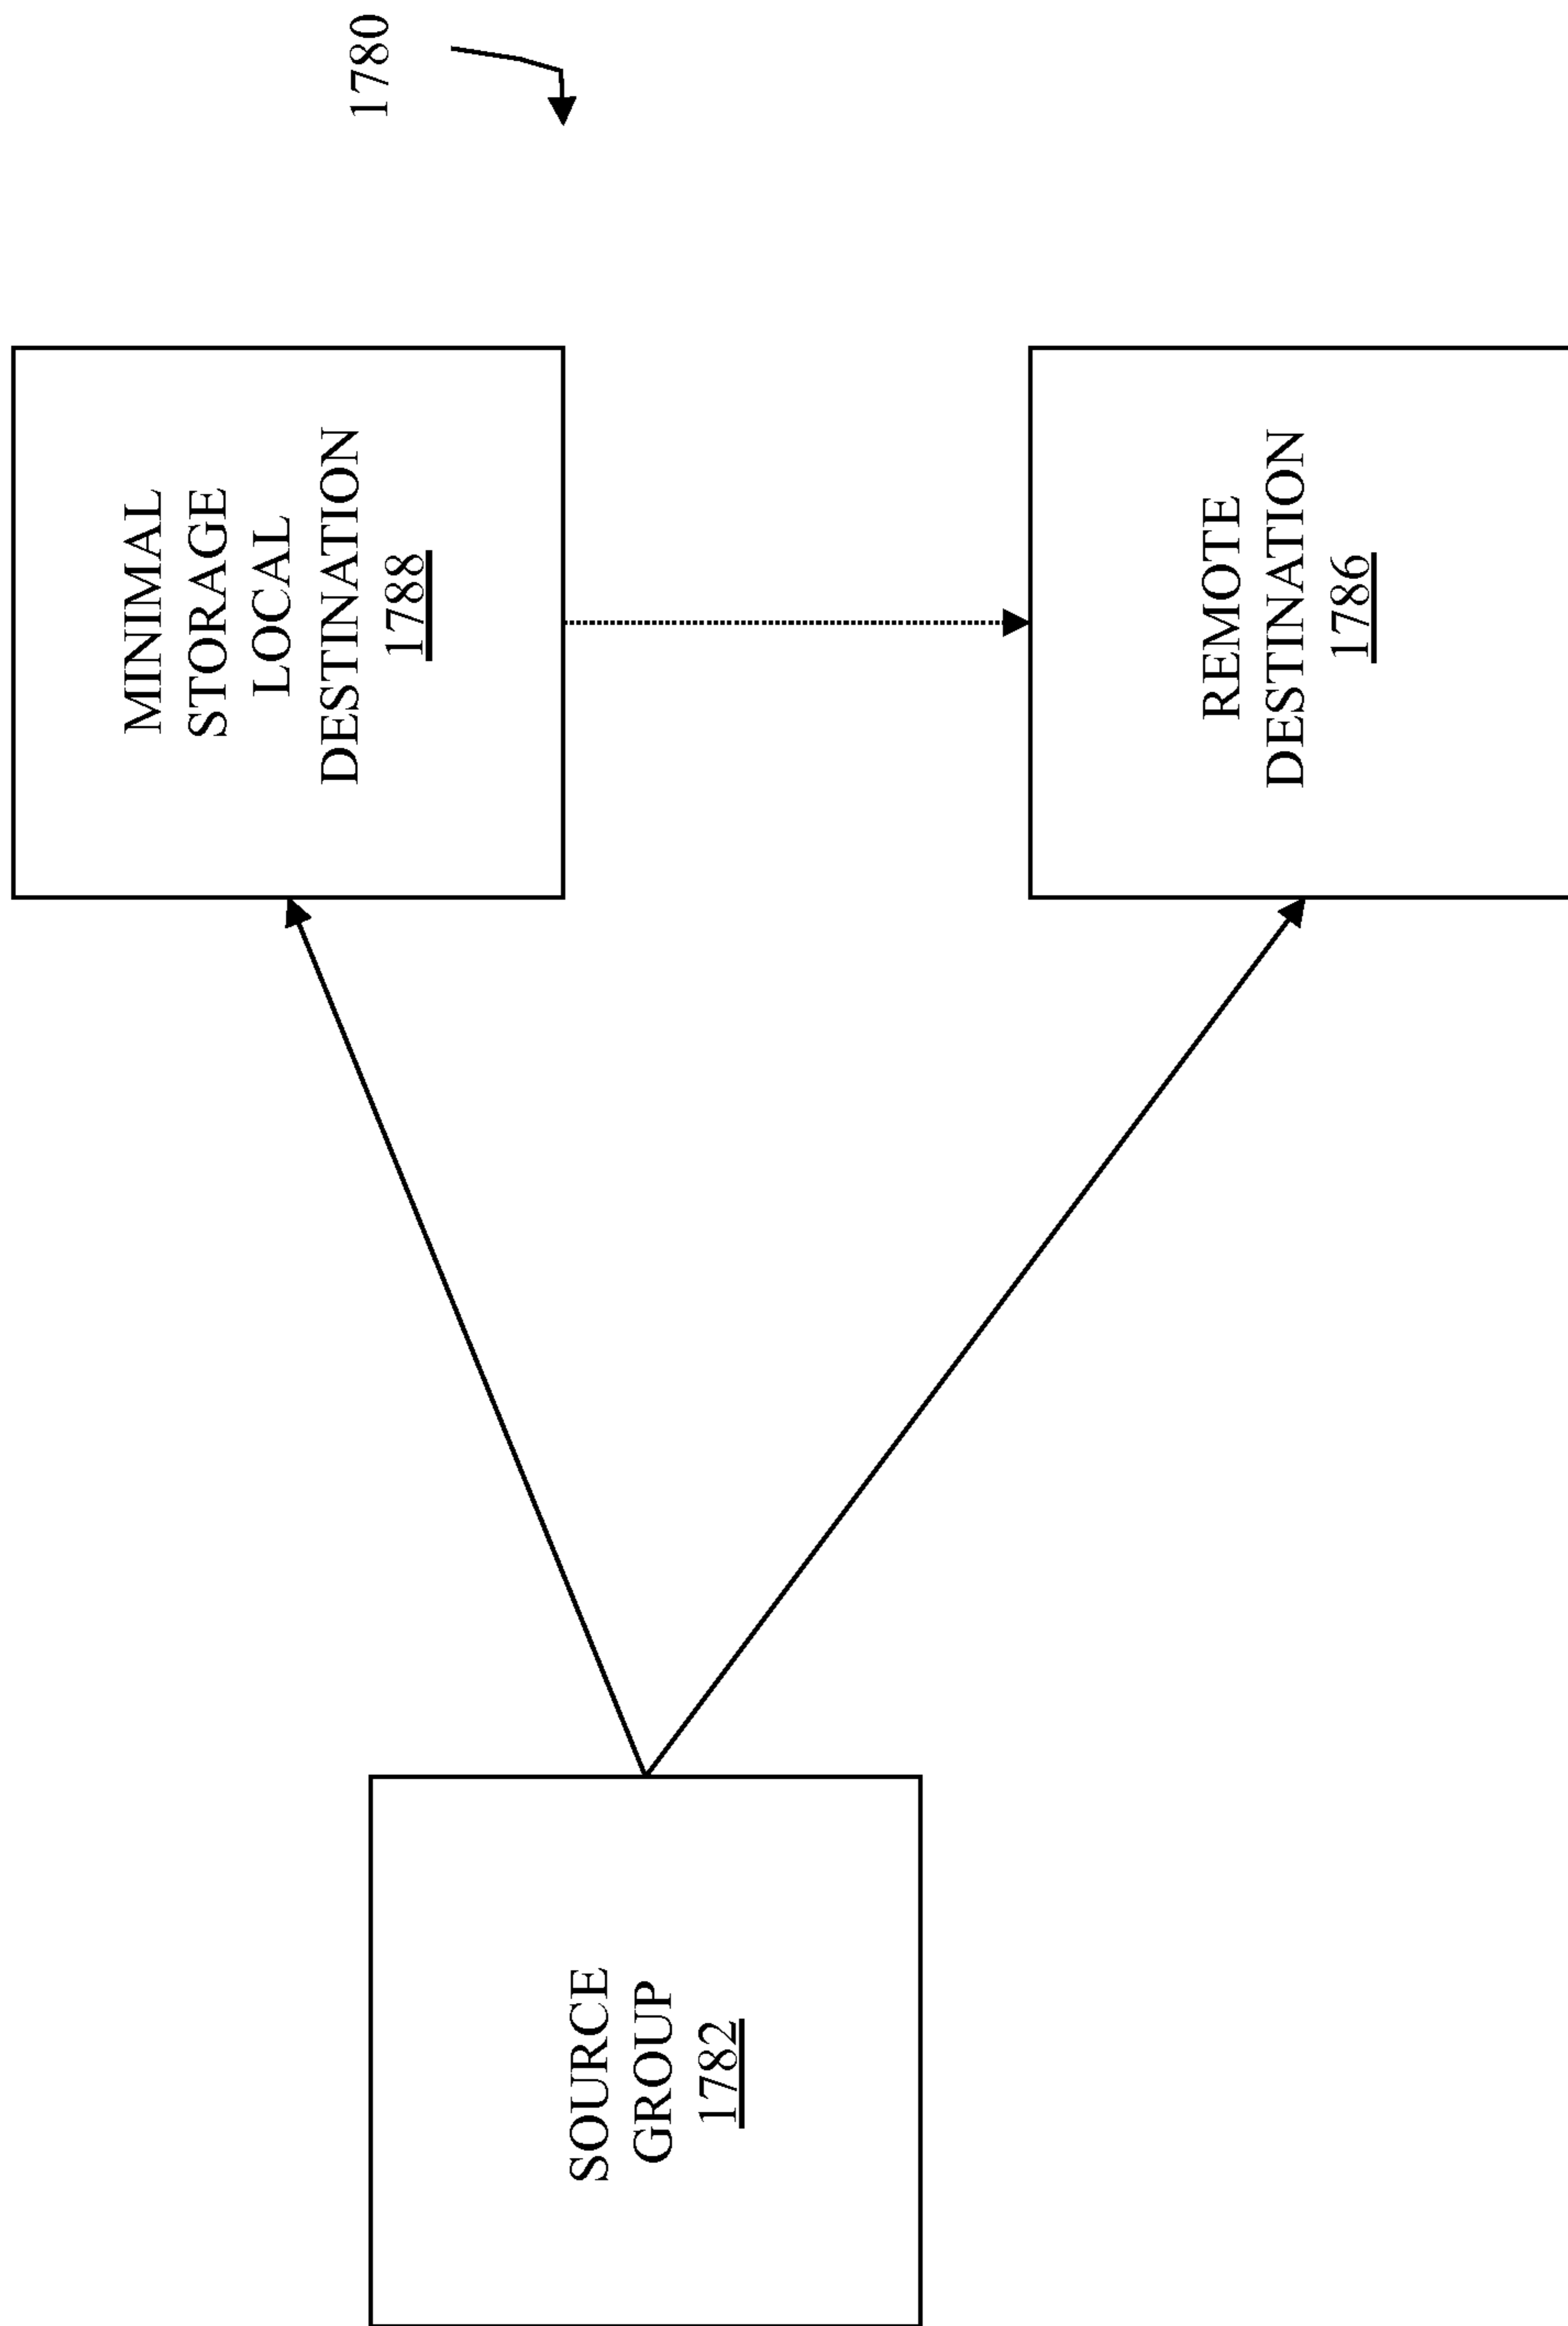 1780
MINIMAL
STORAGE
LOCAL
DESTINATION
1788
SOURCE
GROUP
1782
REMOTE
DESTINATION
1786